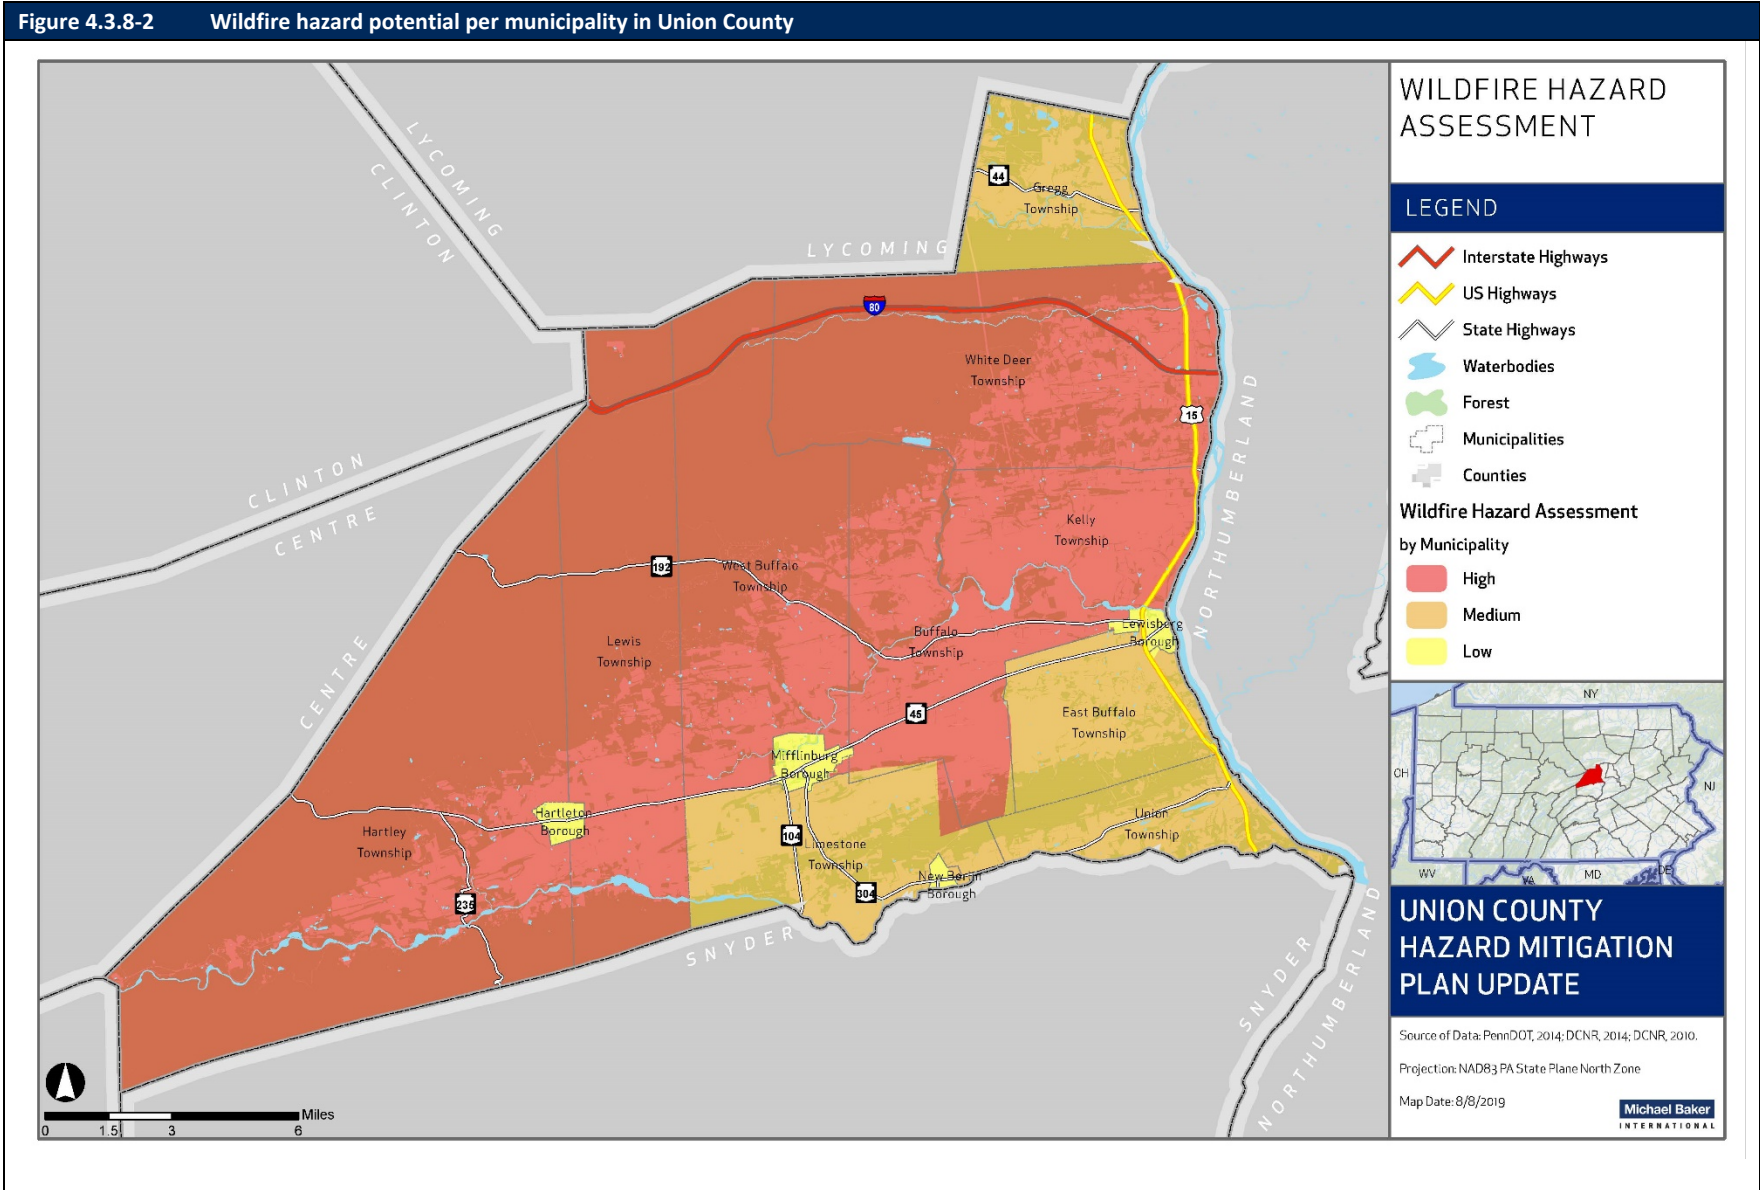 Figure 4.3.8-2 Wildfire hazard potential per municipality in Union County
WILDFIRE HAZARD
ASSESSMENT
LEGEND
Interstate Highways
US Highways
State Highways
Waterbodies
Forest
Municipalities
Counties
Wildfire Hazard Assessment
by Municipality
High
Medium
Low
LYCOMING
CLINTON
LYCOMING
44
Gregg
Township
80
White Deer
Township
15
NORTHUMBERLAND
CLINTON
CENTRE
Kelly
Township
192
West Buffalo
Township
Lewis
Township
Buffalo
Township
Lewisberg
Borough
CENTRE
45
East Buffalo
Township
Mifflinburg
Borough
Hartleton
Borough
Hartley
Township
104
Limestone
Township
Union
Township
304
New Berlin
Borough
235
SNYDER
SNYDER
NORTHUMBERLAND
Miles
0 1.5 3 6
NY
OH
NJ
WV
VA
MD
DE
UNION COUNTY
HAZARD MITIGATION
PLAN UPDATE
Source of Data: PennDOT, 2014; DCNR, 2014; DCNR, 2010.
Projection: NAD83 PA State Plane North Zone
Map Date: 8/8/2019
Michael Baker
INTERNATIONAL